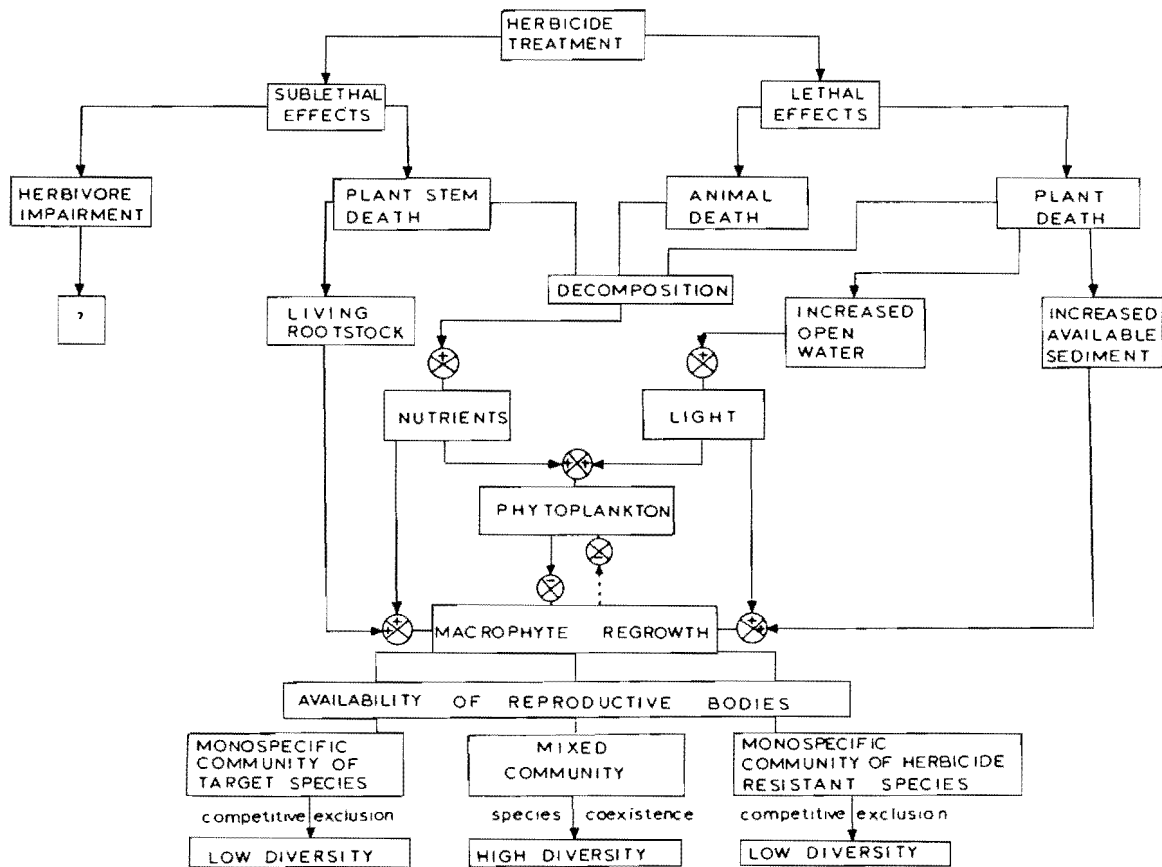 HERBICIDE
TREATMENT
SUBLETHAL
EFFECTS
LETHAL
EFFECTS
HERBIVORE
IMPAIRMENT
PLANT STEM
DEATH
ANIMAL
DEATH
PLANT
DEATH
?
LIVING
ROOTSTOCK
DECOMPOSITION
INCREASED
OPEN
WATER
INCREASED
AVAILABLE
SEDIMENT
+
+
NUTRIENTS
LIGHT
+ +
PHYTOPLANKTON
-
-
+ +
MACROPHYTE REGROWTH
+ +
AVAILABILITY OF REPRODUCTIVE BODIES
MONOSPECIFIC
COMMUNITY OF
TARGET SPECIES
MIXED
COMMUNITY
MONOSPECIFIC
COMMUNITY OF HERBICIDE
RESISTANT SPECIES
competitive exclusion
species coexistence
competitive exclusion
LOW DIVERSITY
HIGH DIVERSITY
LOW DIVERSITY